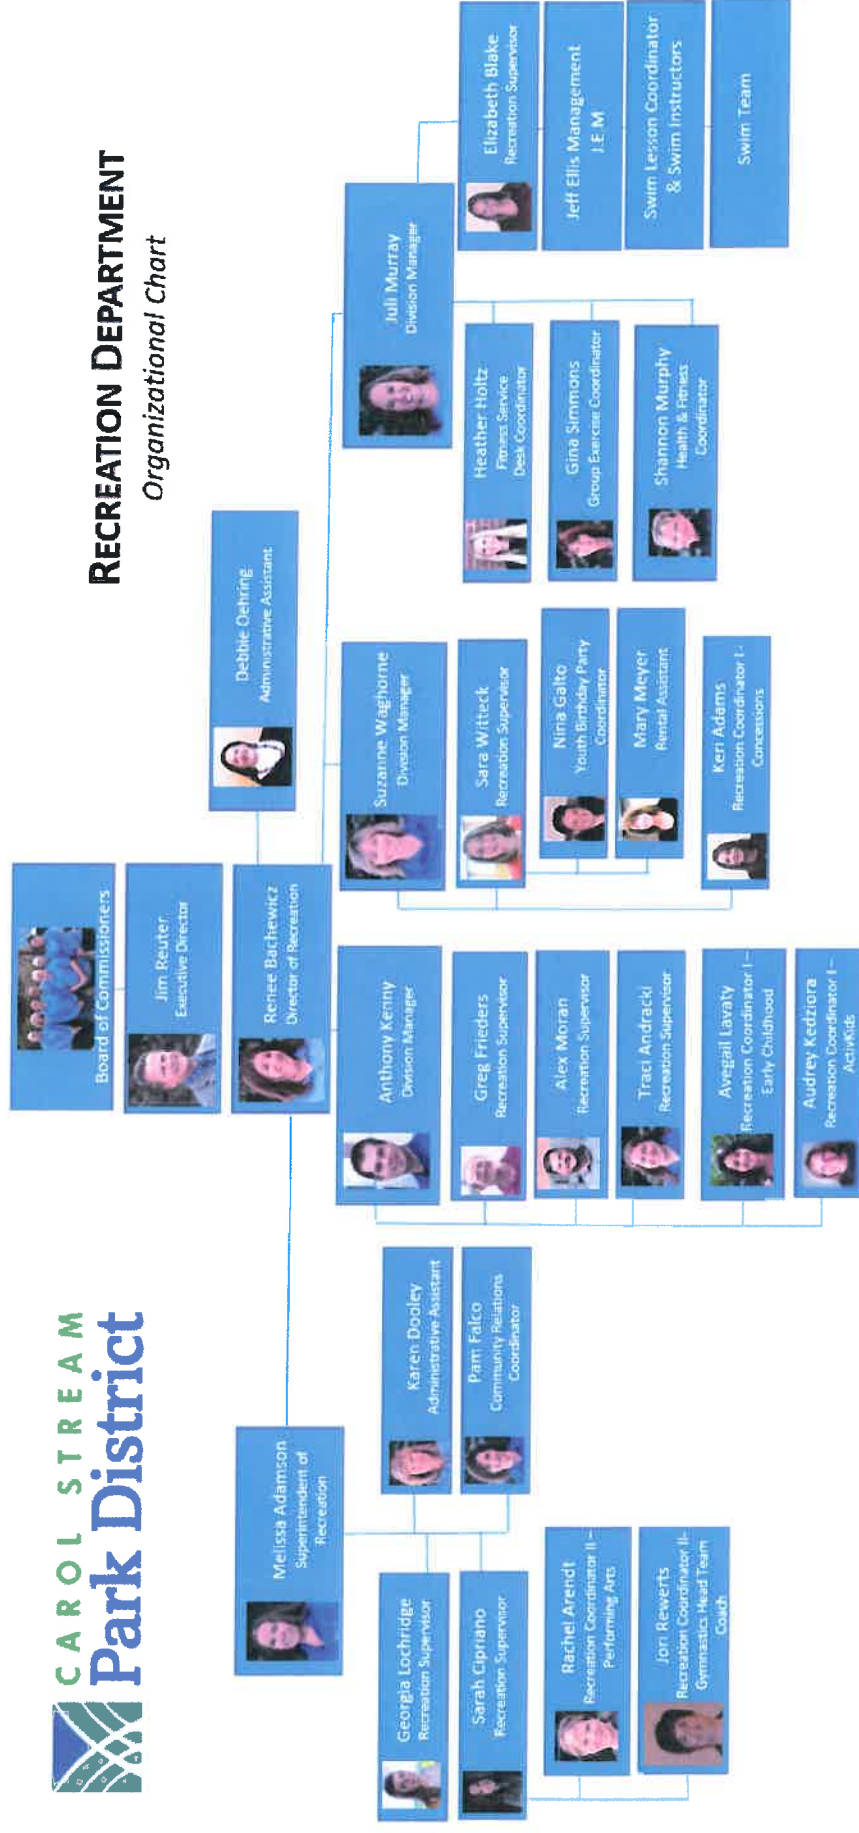 CAROL STREAM
Park District
RECREATION DEPARTMENT
Organizational Chart
Board of Commissioners
Jim Reuter
Executive Director
Renee Bachewicz
Director of Recreation
Debbie Oehring
Administrative Assistant
Melissa Adamson
Superintendent of
Recreation
Karen Dooley
Administrative Assistant
Pam Falco
Community Relations
Coordinator
Georgia Lochridge
Recreation Supervisor
Sarah Cipriano
Recreation Supervisor
Rachel Arendt
Recreation Coordinator II –
Performing Arts
Jori Rewerts
Recreation Coordinator II-
Gymnastics Head Team
Coach
Anthony Kenny
Division Manager
Greg Frieders
Recreation Supervisor
Alex Moran
Recreation Supervisor
Traci Andracki
Recreation Supervisor
Avegail Lavaty
Recreation Coordinator I –
Early Childhood
Audrey Kedziora
Recreation Coordinator I –
ActivKids
Suzanne Waghorne
Division Manager
Sara Witteck
Recreation Supervisor
Nina Galto
Youth Birthday Party
Coordinator
Mary Meyer
Rental Assistant
Keri Adams
Recreation Coordinator I -
Concessions
Juli Murray
Division Manager
Heather Holtz
Fitness Service
Desk Coordinator
Gina Simmons
Group Exercise Coordinator
Shannon Murphy
Health & Fitness
Coordinator
Elizabeth Blake
Recreation Supervisor
Jeff Ellis Management
J.E.M
Swim Lesson Coordinator
& Swim Instructors
Swim Team